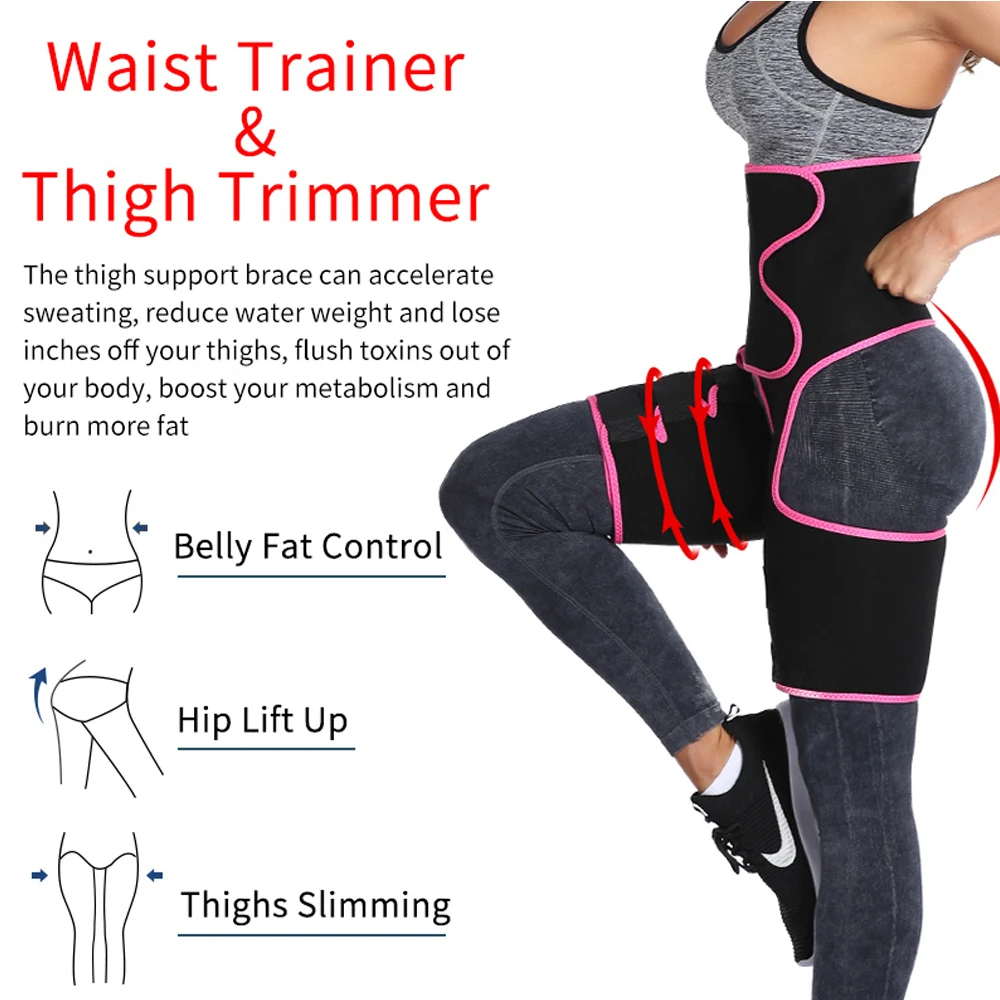 Waist Trainer
&
Thigh Trimmer
The thigh support brace can accelerate
sweating, reduce water weight and lose
inches off your thighs, flush toxins out of
your body, boost your metabolism and
burn more fat
Belly Fat Control
Hip Lift Up
Thighs Slimming